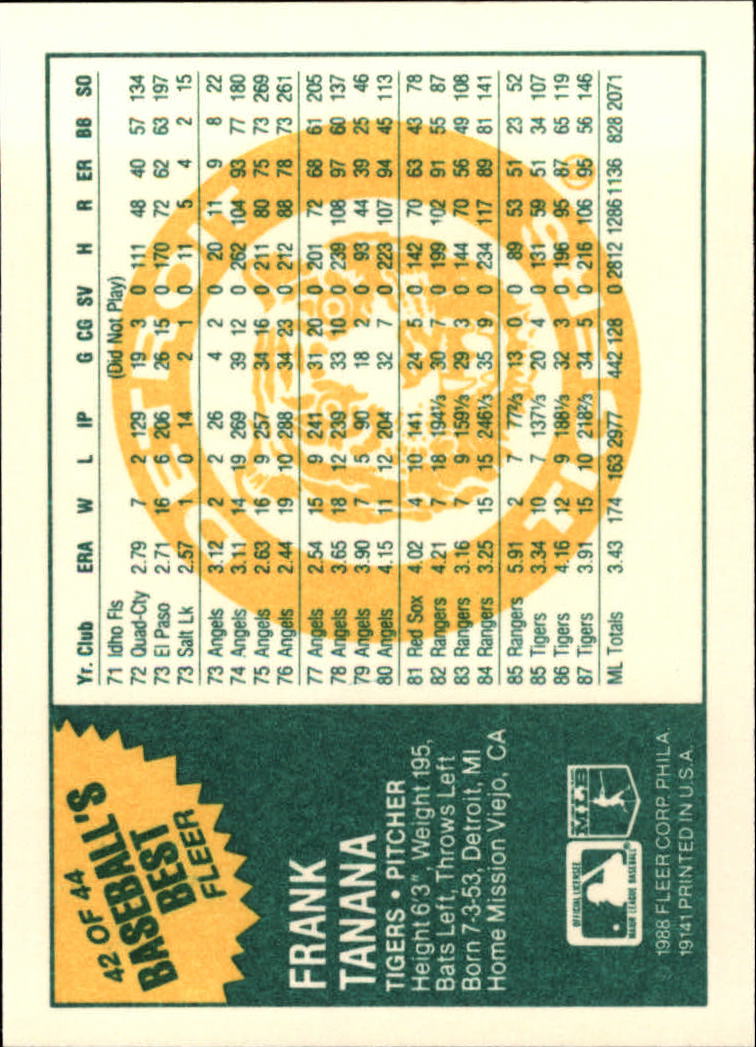 42 OF 44
BASEBALL'S
BEST
FLEER
FRANK
TANANA
TIGERS • PITCHER
Height 6'3", Weight 195,
Bats Left, Throws Left
Born 7-3-53, Detroit, MI
Home Mission Viejo, CA
OFFICIAL LICENSEE
MAJOR LEAGUE BASEBALL
MLB
© 1988 FLEER CORP. PHILA.
19141 PRINTED IN U.S.A.
DETROIT TIGERS
Yr. Club ERA W L IP G CG SV H R ER BB SO
71 Idho Fls (Did Not Play)
72 Quad-Cty 2.79 7 2 129 19 3 0 111 48 40 57 134
73 El Paso 2.71 16 6 206 26 15 0 170 72 62 63 197
73 Salt Lk 2.57 1 0 14 2 1 0 11 5 4 2 15
73 Angels 3.12 2 2 26 4 2 0 20 11 9 8 22
74 Angels 3.11 14 19 269 39 12 0 262 104 93 77 180
75 Angels 2.63 16 9 257 34 16 0 211 80 75 73 269
76 Angels 2.44 19 10 288 34 23 0 212 88 78 73 261
77 Angels 2.54 15 9 241 31 20 0 201 72 68 61 205
78 Angels 3.65 18 12 239 33 10 0 239 108 97 60 137
79 Angels 3.90 7 5 90 18 2 0 93 44 39 25 46
80 Angels 4.15 11 12 204 32 7 0 223 107 94 45 113
81 Red Sox 4.02 4 10 141 24 5 0 142 70 63 43 78
82 Rangers 4.21 7 18 194⅓ 30 7 0 199 102 91 55 87
83 Rangers 3.16 7 9 159⅓ 29 3 0 144 70 56 49 108
84 Rangers 3.25 15 15 246⅓ 35 9 0 234 117 89 81 141
85 Rangers 5.91 2 7 77⅔ 13 0 0 89 53 51 23 52
85 Tigers 3.34 10 7 137⅓ 20 4 0 131 59 51 34 107
86 Tigers 4.16 12 9 188⅓ 32 3 0 196 95 87 65 119
87 Tigers 3.91 15 10 218⅔ 34 5 0 216 106 95 56 146
ML Totals 3.43 174 163 2977 442 128 0 2812 1286 1136 828 2071